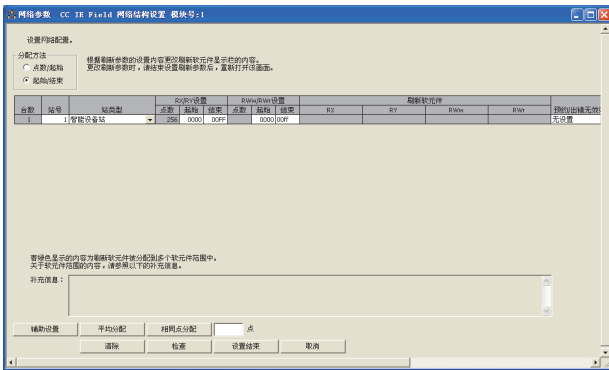 网络参数 CC IE Field 网络结构设置 模块号:1
设置网络配置。
分配方法
点数/起始
起始/结束
根据刷新参数的设置内容更改刷新软元件显示栏的内容。
更改刷新参数时，请结束设置刷新参数后，重新打开该画面。
RX/RY设置 RWw/RWr设置 刷新软元件
台数 站号 站类型 点数 起始 结束 点数 起始 结束 RX RY RWw RWr 预约/出错无效
1 1 智能设备站 256 0000 00FF 0000 00ff 无设置
青绿色显示的内容为刷新软元件被分配到多个软元件范围中。
关于软元件范围的内容，请参照以下的补充信息。
补充信息：
辅助设置 平均分配 相同点分配 点
清除 检查 设置结束 取消